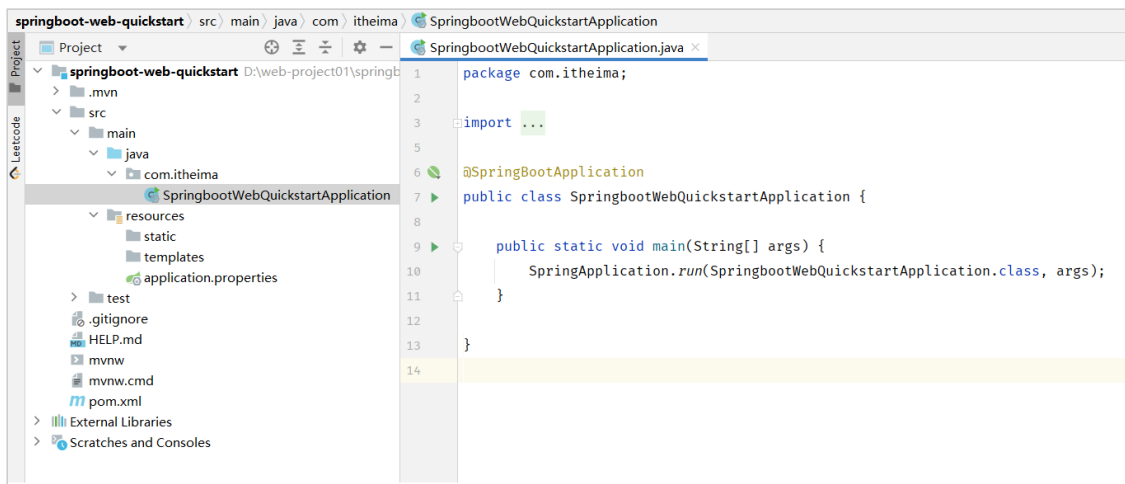 springboot-web-quickstart src main java com itheima SpringbootWebQuickstartApplication
Project
SpringbootWebQuickstartApplication.java
Project
Leetcode
springboot-web-quickstart D:\web-project01\springb
.mvn
src
main
java
com.itheima
SpringbootWebQuickstartApplication
resources
static
templates
application.properties
test
.gitignore
HELP.md
mvnw
mvnw.cmd
pom.xml
External Libraries
Scratches and Consoles
1 package com.itheima;
2
3 import ...
5
6 @SpringBootApplication
7 public class SpringbootWebQuickstartApplication {
8
9 public static void main(String[] args) {
10 SpringApplication.run(SpringbootWebQuickstartApplication.class, args);
11 }
12
13 }
14